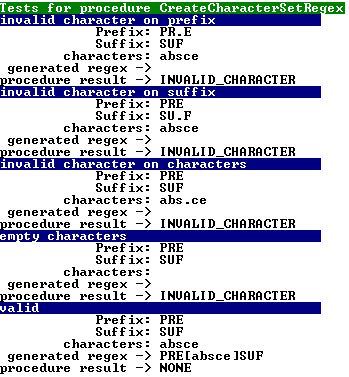 Tests for procedure CreateCharacterSetRegex
invalid character on prefix
Prefix: PR.E
Suffix: SUF
characters: absce
generated regex ->
procedure result -> INVALID_CHARACTER
invalid character on suffix
Prefix: PRE
Suffix: SU.F
characters: absce
generated regex ->
procedure result -> INVALID_CHARACTER
invalid character on characters
Prefix: PRE
Suffix: SUF
characters: abs.ce
generated regex ->
procedure result -> INVALID_CHARACTER
empty characters
Prefix: PRE
Suffix: SUF
characters:
generated regex ->
procedure result -> INVALID_CHARACTER
valid
Prefix: PRE
Suffix: SUF
characters: absce
generated regex -> PRE[absce]SUF
procedure result -> NONE